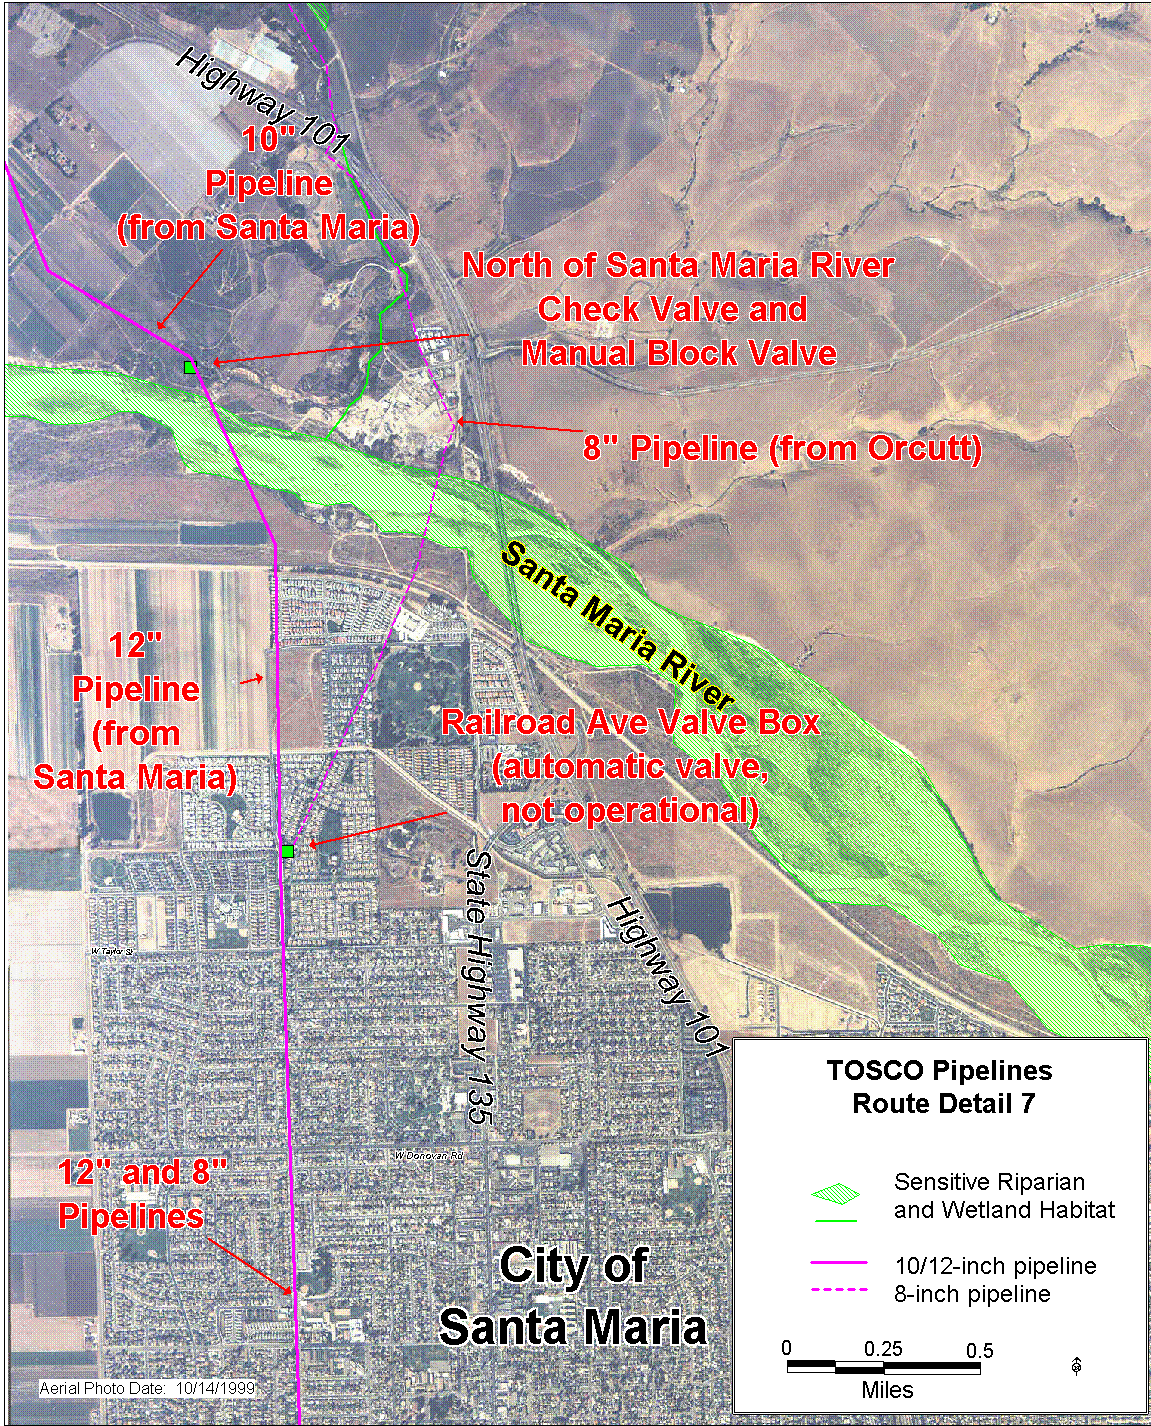 Highway 101
10"
Pipeline
(from Santa Maria)
North of Santa Maria River
Check Valve and
Manual Block Valve
8" Pipeline (from Orcutt)
Santa Maria River
12"
Pipeline
(from
Santa Maria)
Railroad Ave Valve Box
(automatic valve,
not operational)
State Highway 135
Highway 101
W Taylor St
W Donovan Rd
12" and 8"
Pipelines
City of
Santa Maria
Aerial Photo Date: 10/14/1999
TOSCO Pipelines
Route Detail 7
Sensitive Riparian
and Wetland Habitat
10/12-inch pipeline
8-inch pipeline
0 0.25 0.5
Miles